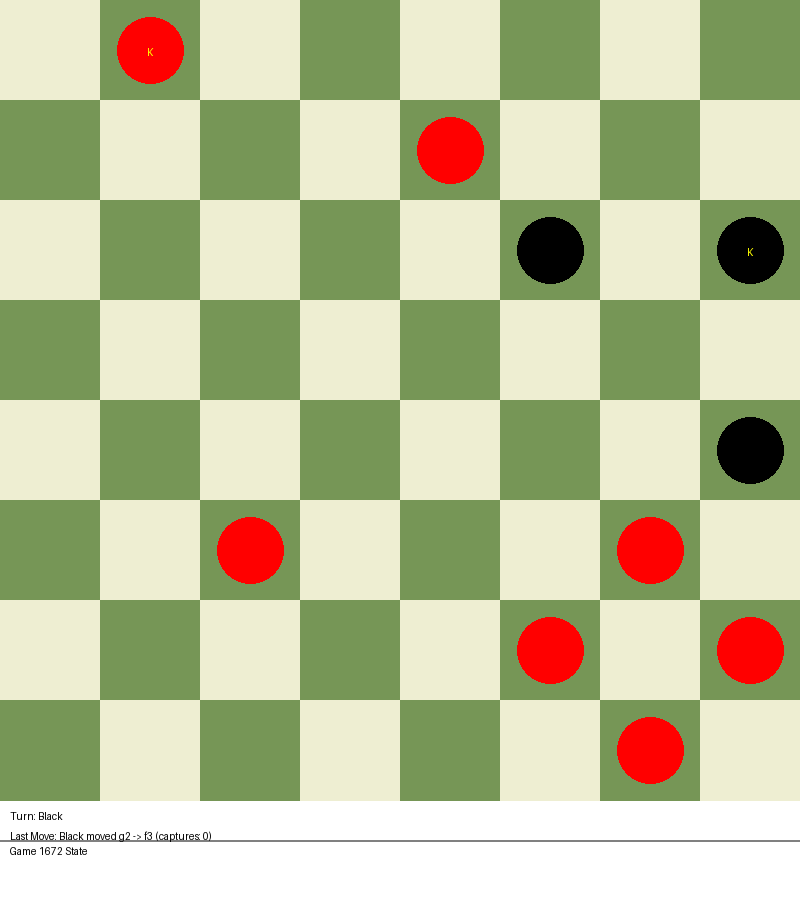 K
K
Turn: Black
Last Move: Black moved g2 -> f3 (captures: 0)
Game 1672 State